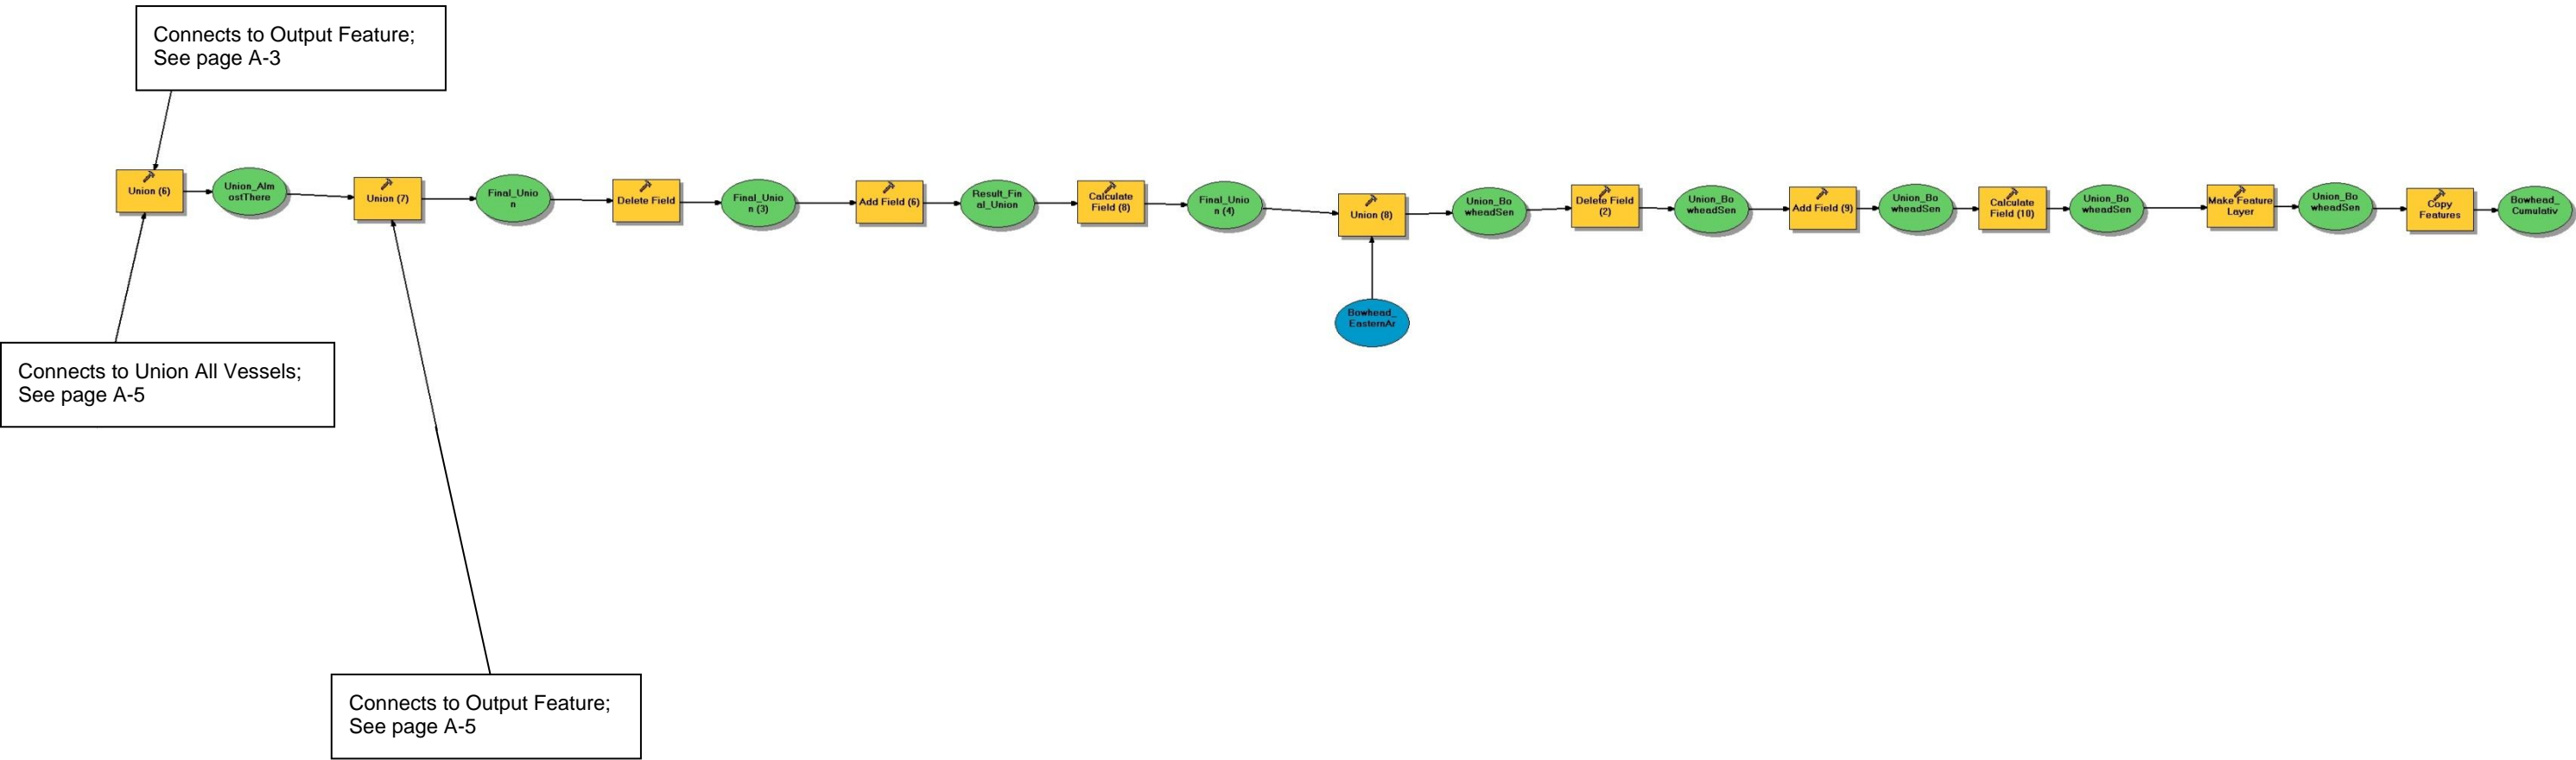 Connects to Output Feature;
See page A-3
Union (6)
Union_Alm
ostThere
Union (7)
Final_Unio
n
Delete Field
Final_Unio
n (3)
Add Field (6)
Result_Fin
al_Union
Calculate
Field (8)
Final_Unio
n (4)
Union (8)
Union_Bo
wheadSen
Delete Field
(2)
Union_Bo
wheadSen
Add Field (9)
Union_Bo
wheadSen
Calculate
Field (10)
Union_Bo
wheadSen
Make Feature
Layer
Union_Bo
wheadSen
Copy
Features
Bowhead_
Cumulativ
Bowhead_
EasternAr
Connects to Union All Vessels;
See page A-5
Connects to Output Feature;
See page A-5